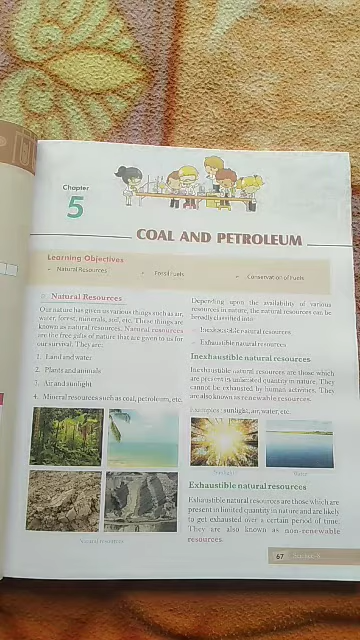 Chapter
5
COAL AND PETROLEUM
Learning Objectives
• Natural Resources
• Fossil Fuels
• Conservation of Fuels
Natural Resources
Our nature has given us various things such as air,
water, forest, minerals, soil, etc. These things are
known as natural resources. Natural resources
are the free gifts of nature that are given to us for
our survival. They are:
1. Land and water
2. Plants and animals
3. Air and sunlight
4. Mineral resources such as coal, petroleum, etc.
Natural resources
Depending upon the availability of various
resources in nature, the natural resources can be
broadly classified into:
Inexhaustible natural resources
Exhaustible natural resources
Inexhaustible natural resources
Inexhaustible natural resources are those which
are present in unlimited quantity in nature. They
cannot be exhausted by human activities. They
are also known as renewable resources.
Examples : sunlight, air, water, etc.
Sunlight
Water
Exhaustible natural resources
Exhaustible natural resources are those which are
present in limited quantity in nature and are likely
to get exhausted over a certain period of time.
They are also known as non-renewable
resources.
67